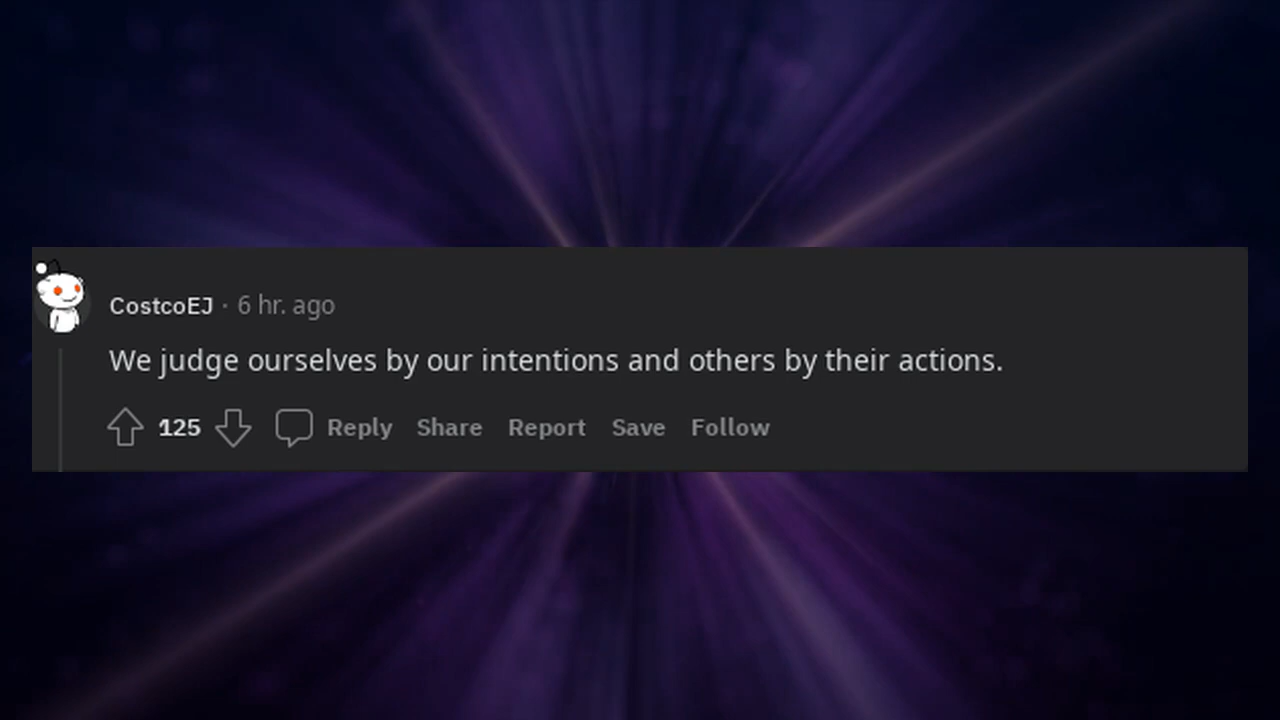 CostcoEJ · 6 hr. ago
We judge ourselves by our intentions and others by their actions.
125 Reply Share Report Save Follow